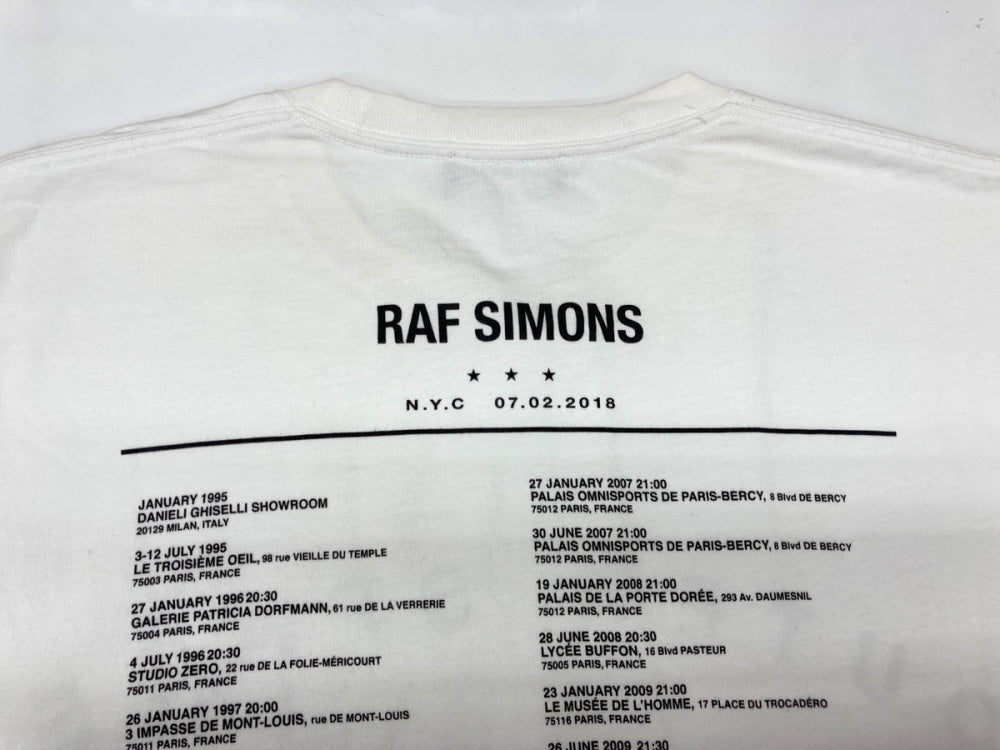 RAF SIMONS
★ ★ ★
N.Y.C 07.02.2018
JANUARY 1995
DANIELI GHISELLI SHOWROOM
20129 MILAN, ITALY
3-12 JULY 1995
LE TROISIÈME OEIL, 98 rue VIEILLE DU TEMPLE
75003 PARIS, FRANCE
27 JANUARY 1996 20:30
GALERIE PATRICIA DORFMANN, 61 rue DE LA VERRERIE
75004 PARIS, FRANCE
4 JULY 1996 20:30
STUDIO ZERO, 22 rue DE LA FOLIE-MÉRICOURT
75011 PARIS, FRANCE
26 JANUARY 1997 20:00
3 IMPASSE DE MONT-LOUIS, rue DE MONT-LOUIS
75011 PARIS, FRANCE
27 JANUARY 2007 21:00
PALAIS OMNISPORTS DE PARIS-BERCY, 8 Blvd DE BERCY
75012 PARIS, FRANCE
30 JUNE 2007 21:00
PALAIS OMNISPORTS DE PARIS-BERCY, 8 Blvd DE BERCY
75012 PARIS, FRANCE
19 JANUARY 2008 21:00
PALAIS DE LA PORTE DORÉE, 293 Av. DAUMESNIL
75012 PARIS, FRANCE
28 JUNE 2008 20:30
LYCÉE BUFFON, 16 Blvd PASTEUR
75005 PARIS, FRANCE
23 JANUARY 2009 21:00
LE MUSÉE DE L'HOMME, 17 PLACE DU TROCADÉRO
75116 PARIS, FRANCE
26 JUNE 2009 21:30